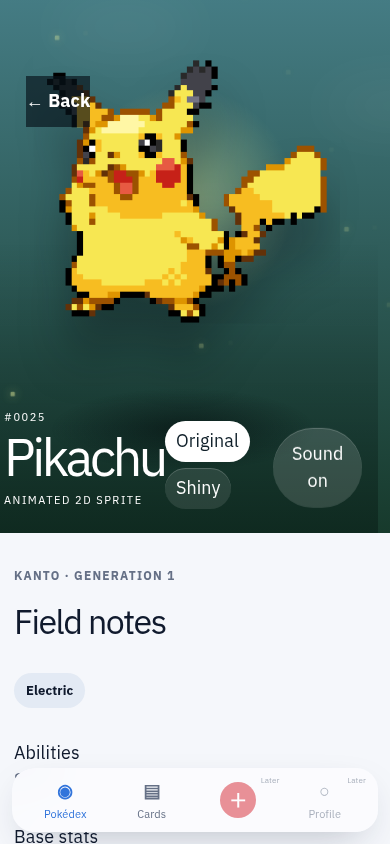 ← Back
#0025
Pikachu
ANIMATED 2D SPRITE
Original
Shiny
Sound
on
KANTO · GENERATION 1
Field notes
Electric
Abilities
Later
Later
Pokédex
Cards
Profile
Base stats